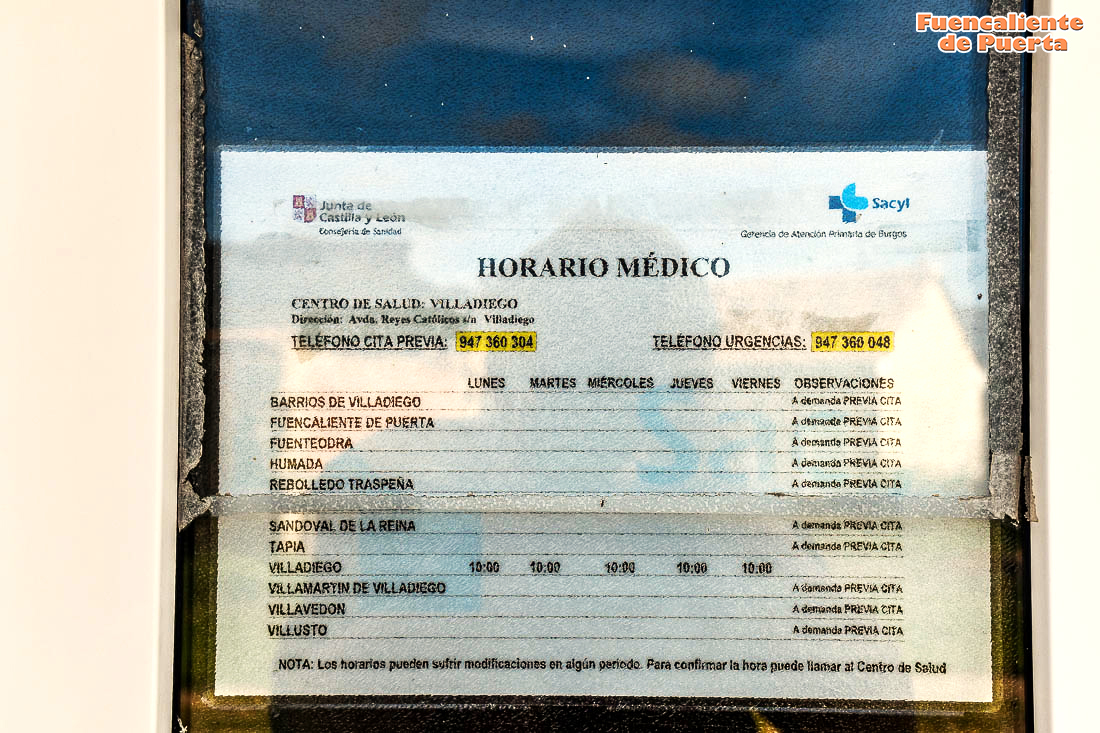 Fuencaliente
de Puerta
Junta de
Castilla y León
Consejería de Sanidad
Sacyl
Gerencia de Atención Primaria de Burgos
HORARIO MÉDICO
CENTRO DE SALUD: VILLADIEGO
Dirección: Avda. Reyes Católicos s/n Villadiego
TELÉFONO CITA PREVIA: 947 360 304 TELÉFONO URGENCIAS: 947 360 048
LUNES MARTES MIÉRCOLES JUEVES VIERNES OBSERVACIONES
BARRIOS DE VILLADIEGO A demanda PREVIA CITA
FUENCALIENTE DE PUERTA A demanda PREVIA CITA
FUENTEODRA A demanda PREVIA CITA
HUMADA A demanda PREVIA CITA
REBOLLEDO TRASPEÑA A demanda PREVIA CITA
SANDOVAL DE LA REINA A demanda PREVIA CITA
TAPIA A demanda PREVIA CITA
VILLADIEGO 10:00 10:00 10:00 10:00 10:00
VILLAMARTIN DE VILLADIEGO A demanda PREVIA CITA
VILLAVEDON A demanda PREVIA CITA
VILLUSTO A demanda PREVIA CITA
NOTA: Los horarios pueden sufrir modificaciones en algún periodo. Para confirmar la hora puede llamar al Centro de Salud